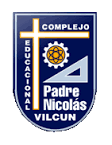 COMPLEJO
EDUCACIONAL
Padre
Nicolás
VILCUN